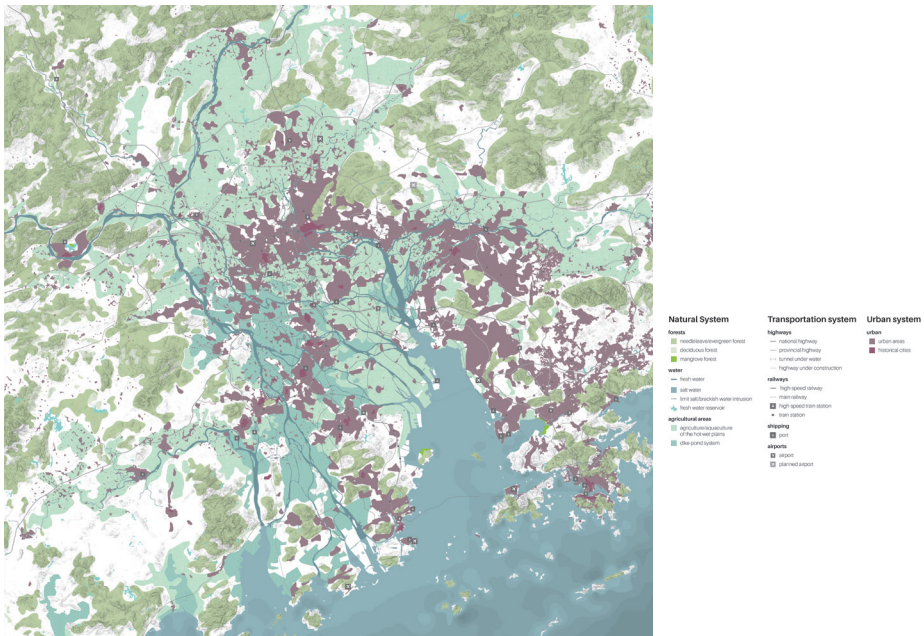 Natural System
forests
needleleave/evergreen forest
deciduous forest
mangrove forest
water
fresh water
salt water
limit salt/brackish water intrusion
fresh water reservoir
agricultural areas
agriculture/aquaculture
of the hot wet plains
dike-pond system
Transportation system
highways
national highway
provincial highway
tunnel under water
highway under construction
railways
high-speed railway
main railway
high-speed train station
train station
shipping
port
airports
airport
planned airport
Urban system
urban
urban areas
historical cities